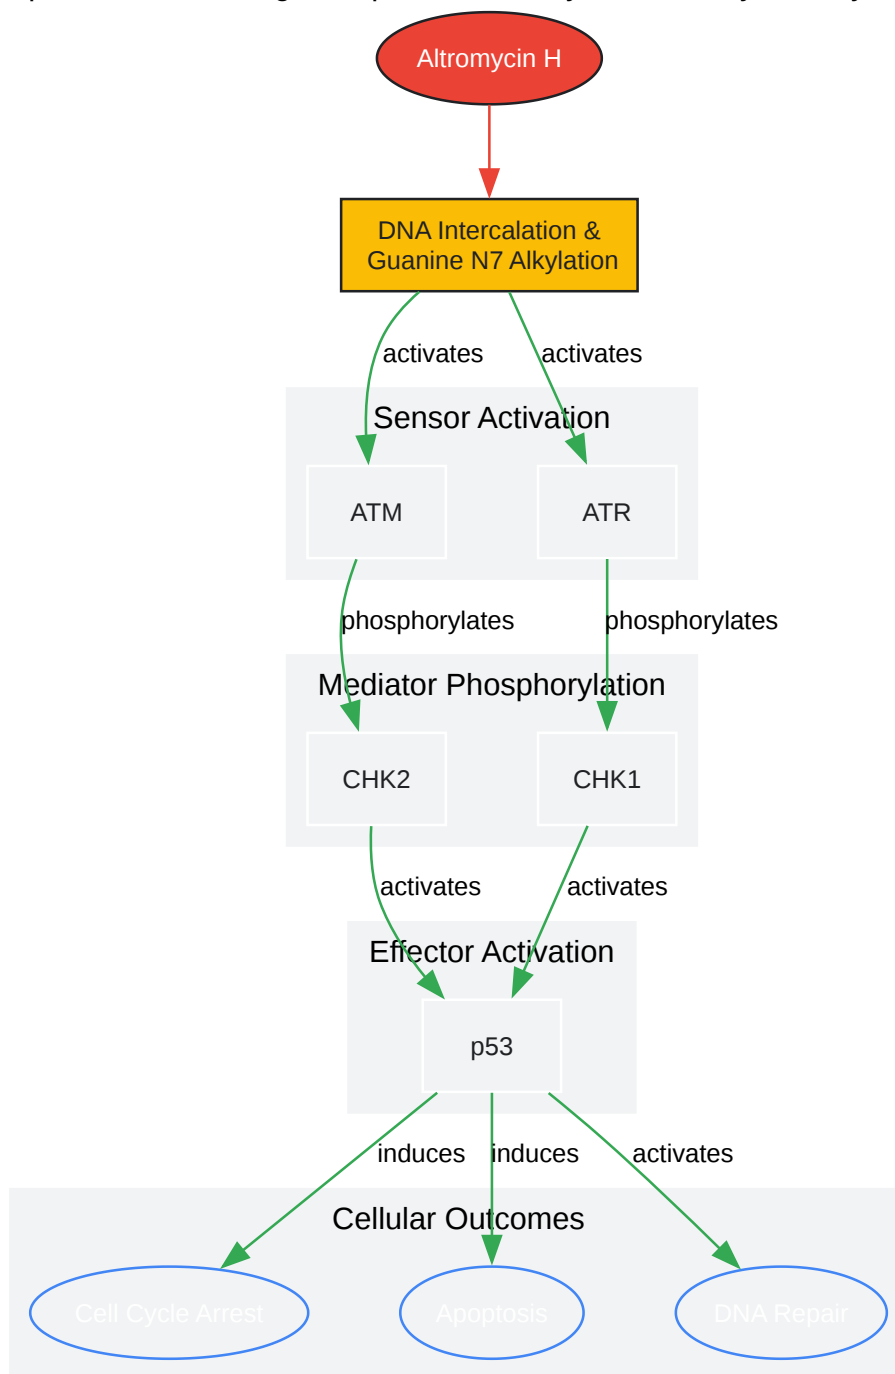 Altromycin H
DNA Intercalation &
Guanine N7 Alkylation
activates
activates
Sensor Activation
ATM
ATR
phosphorylates
phosphorylates
Mediator Phosphorylation
CHK2
CHK1
activates
activates
Effector Activation
p53
induces
induces
activates
Cellular Outcomes
Cell Cycle Arrest
Apoptosis
DNA Repair